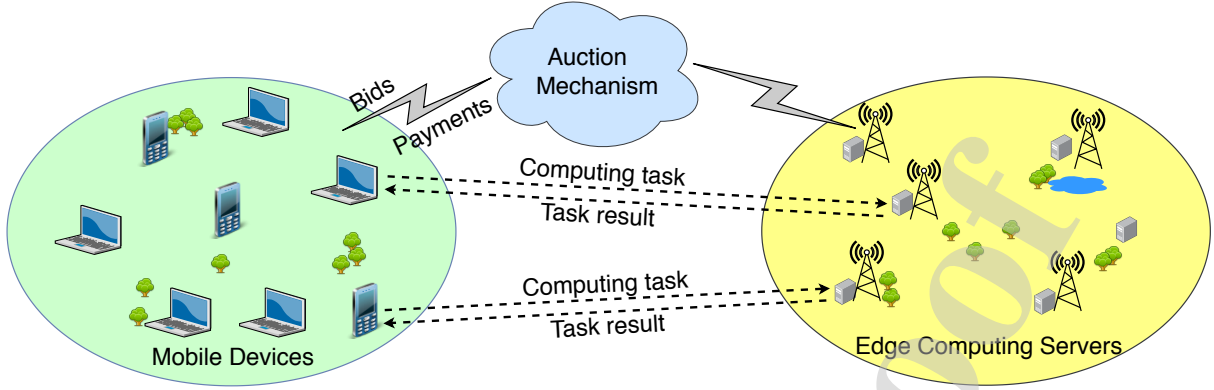 Auction
Mechanism
Bids
Payments
Computing task
Task result
Computing task
Task result
Mobile Devices
Edge Computing Servers